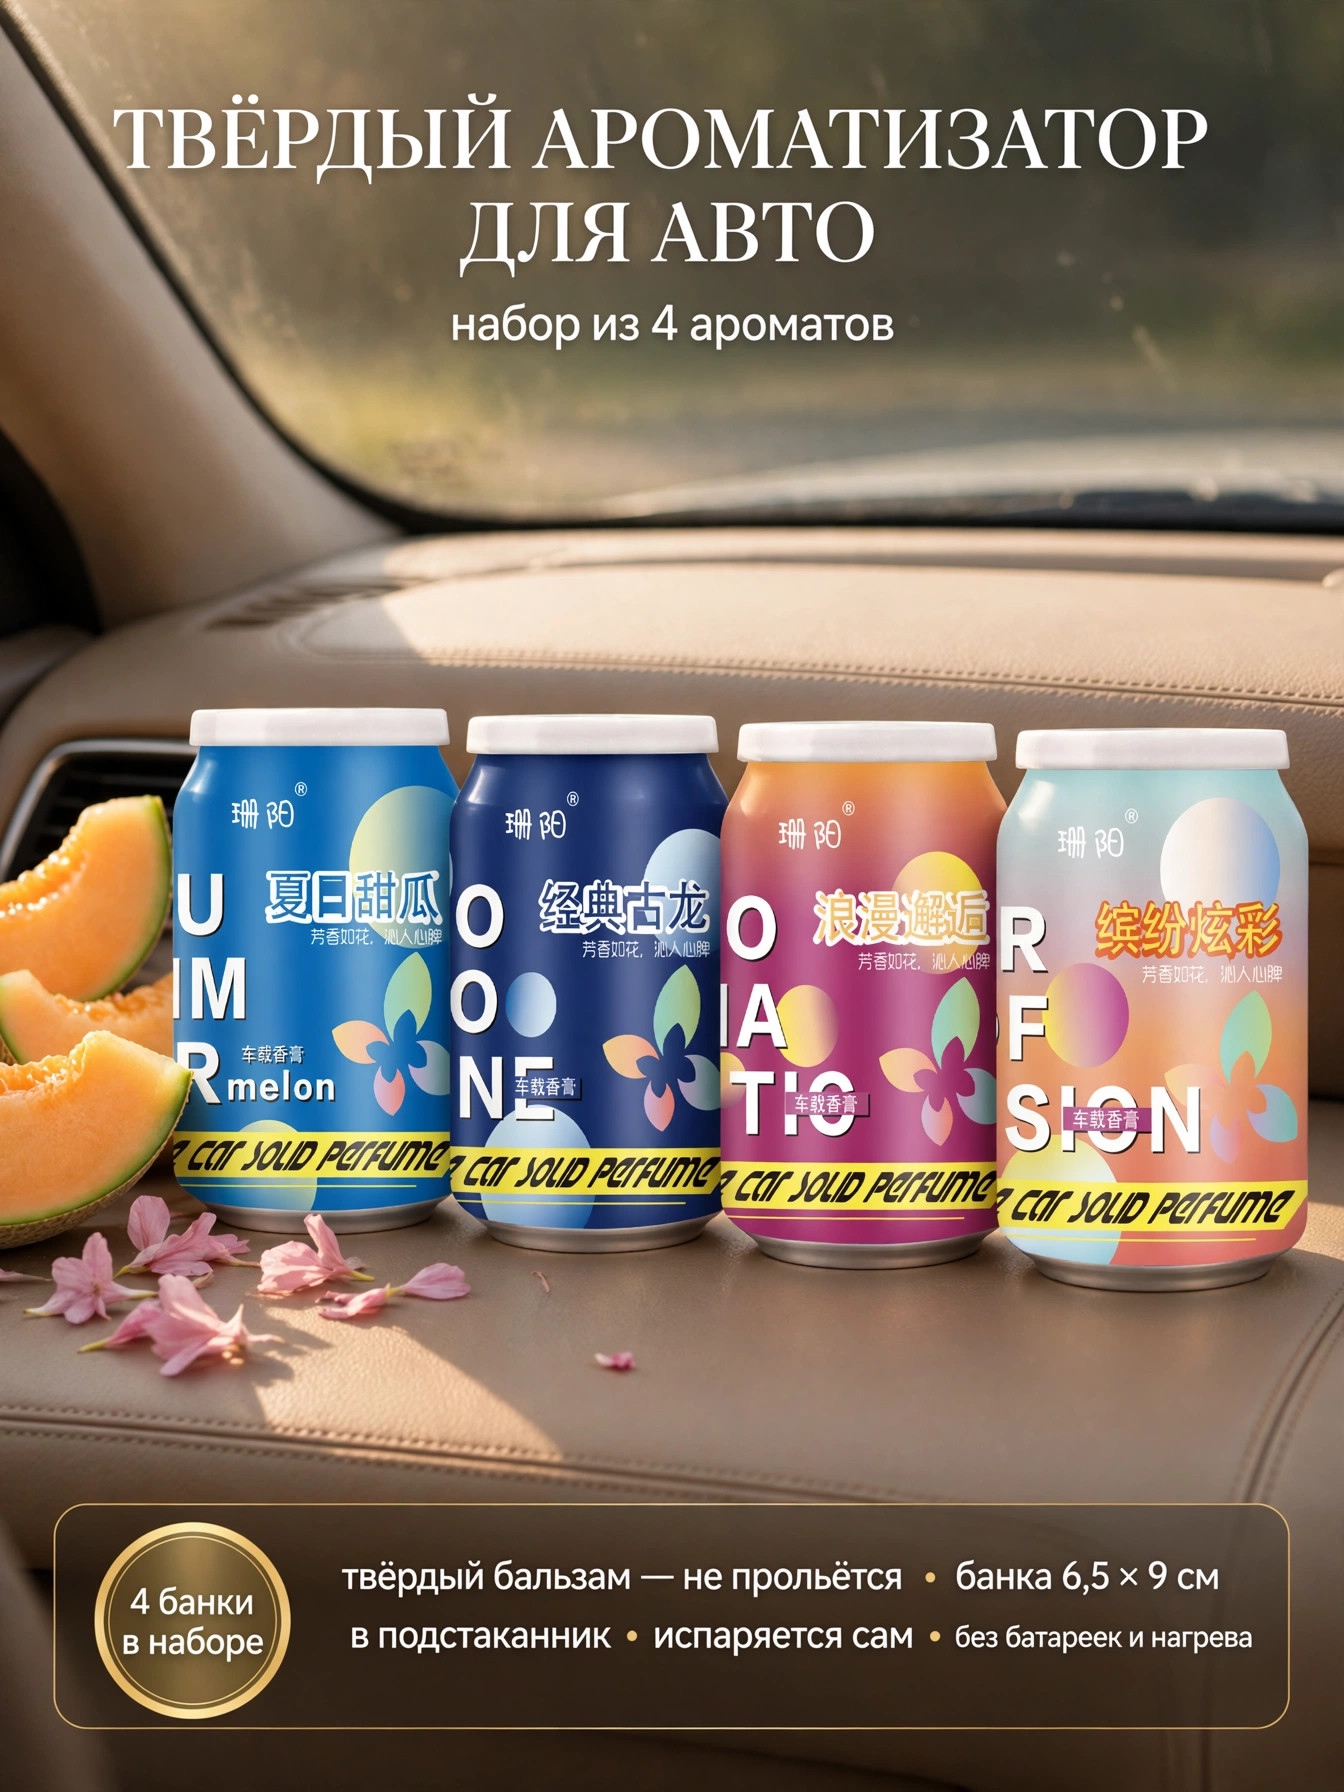 ТВЁРДЫЙ АРОМАТИЗАТОР
ДЛЯ АВТО
набор из 4 ароматов
珊阳®
夏日甜瓜
芳香如花, 沁人心脾
U
IM
R melon
车载香膏
CAR SOLID PERFUME
珊阳®
经典古龙
芳香如花, 沁人心脾
O
O
NE
车载香膏
CAR SOLID PERFUME
珊阳®
浪漫邂逅
芳香如花, 沁人心脾
O
MA
TIC
车载香膏
CAR SOLID PERFUME
珊阳®
缤纷炫彩
芳香如花, 沁人心脾
R
OF
SION
车载香膏
CAR SOLID PERFUME
4 банки
в наборе
твёрдый бальзам — не прольётся • банка 6,5 × 9 см
в подстаканник • испаряется сам • без батареек и нагрева